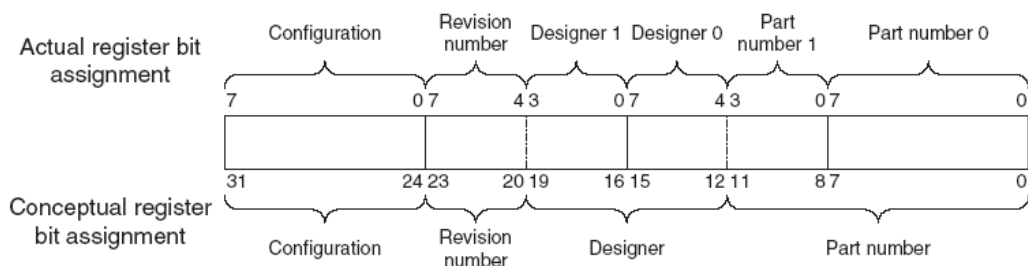 Actual register bit
assignment
Configuration
Revision
number
Designer 1 Designer 0
Part
number 1
Part number 0
7 0 7 4 3 0 7 4 3 0 7 0
31 24 23 20 19 16 15 12 11 8 7 0
Conceptual register
bit assignment
Configuration
Revision
number
Designer
Part number